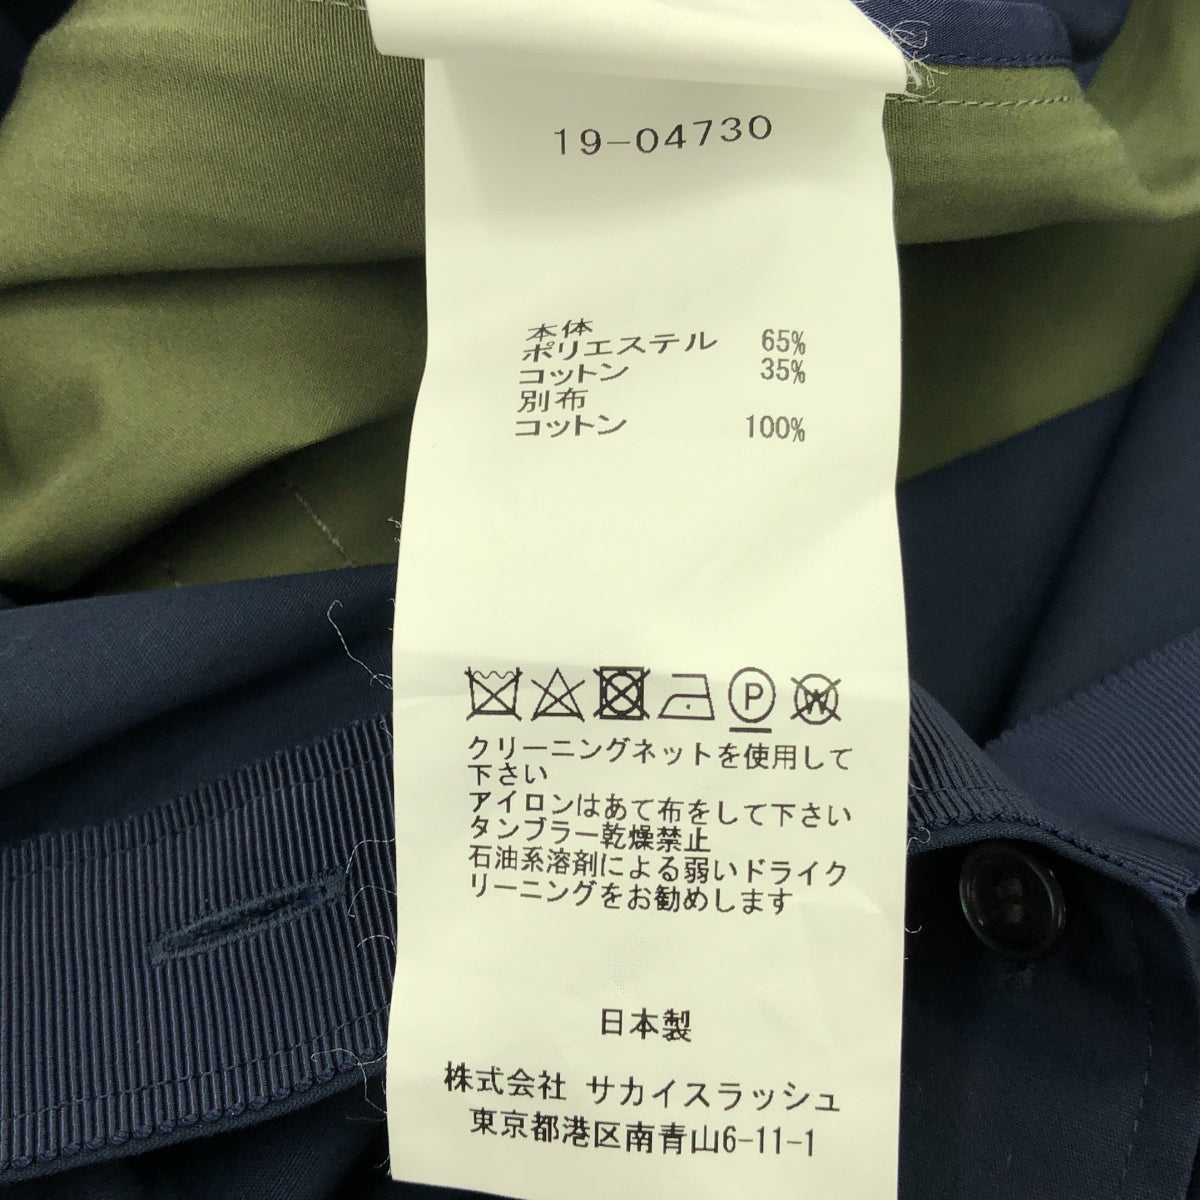 19-04730
本体
ポリエステル 65%
コットン 35%
別布
コットン 100%
P W
クリーニングネットを使用して
下さい
アイロンはあて布をして下さい
タンブラー乾燥禁止
石油系溶剤による弱いドライク
リーニングをお勧めします
日本製
株式会社 サカイスラッシュ
東京都港区南青山6-11-1